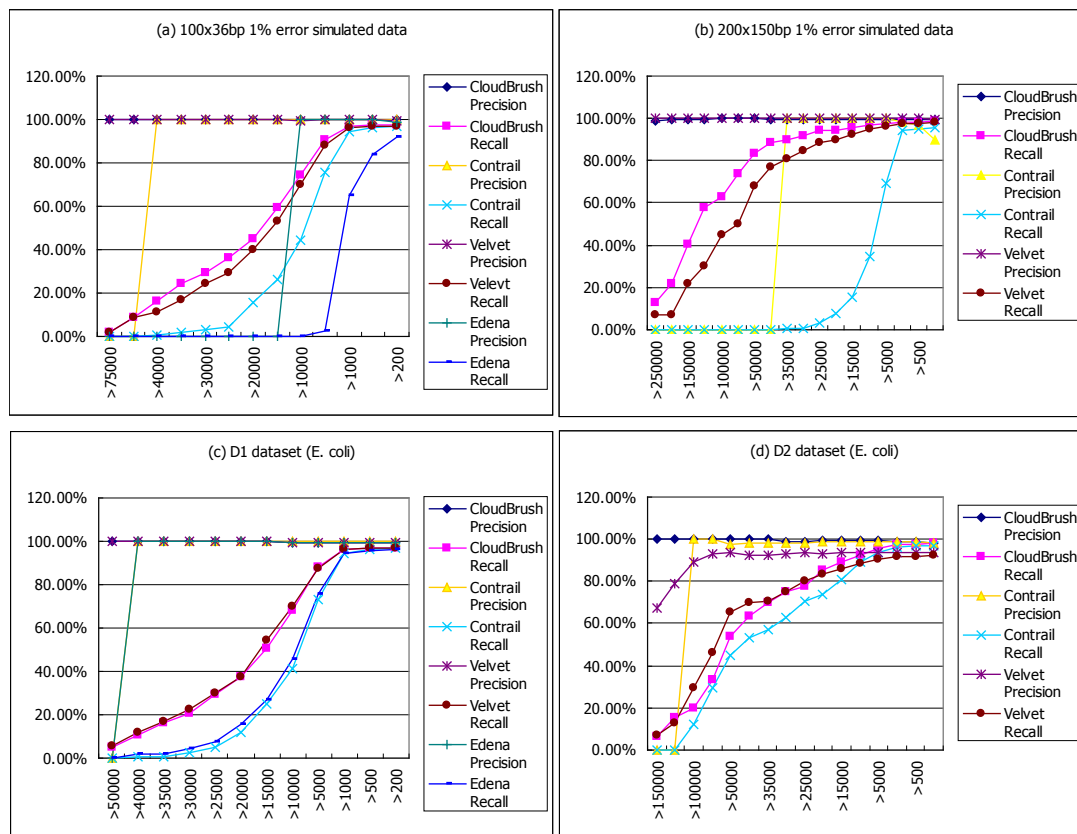 (a) 100x36bp 1% error simulated data
120.00%
100.00%
80.00%
60.00%
40.00%
20.00%
0.00%
>75000
>40000
>30000
>20000
>10000
>10000
>200
CloudBrush
Precision
CloudBrush
Recall
Contrail
Precision
Contrail
Recall
Velvet
Precision
Velevt
Recall
Edena
Precision
Edena
Recall
(b) 200x150bp 1% error simulated data
120.00%
100.00%
80.00%
60.00%
40.00%
20.00%
0.00%
>250000
>150000
>100000
>50000
>35000
>25000
>15000
>5000
>500
CloudBrush
Precision
CloudBrush
Recall
Contrail
Precision
Contrail
Recall
Velvet
Precision
Velvet
Recall
(c) D1 dataset (E. coli)
120.00%
100.00%
80.00%
60.00%
40.00%
20.00%
0.00%
>50000
>40000
>35000
>30000
>25000
>20000
>15000
>10000
>5000
>1000
>500
>200
CloudBrush
Precision
CloudBrush
Recall
Contrail
Precision
Contrail
Recall
Velvet
Precision
Velvet
Recall
Edena
Precision
Edena
Recall
(d) D2 dataset (E. coli)
120.00%
100.00%
80.00%
60.00%
40.00%
20.00%
0.00%
>150000
>100000
>50000
>35000
>25000
>15000
>5000
>500
CloudBrush
Precision
CloudBrush
Recall
Contrail
Precision
Contrail
Recall
Velvet
Precision
Velvet
Recall